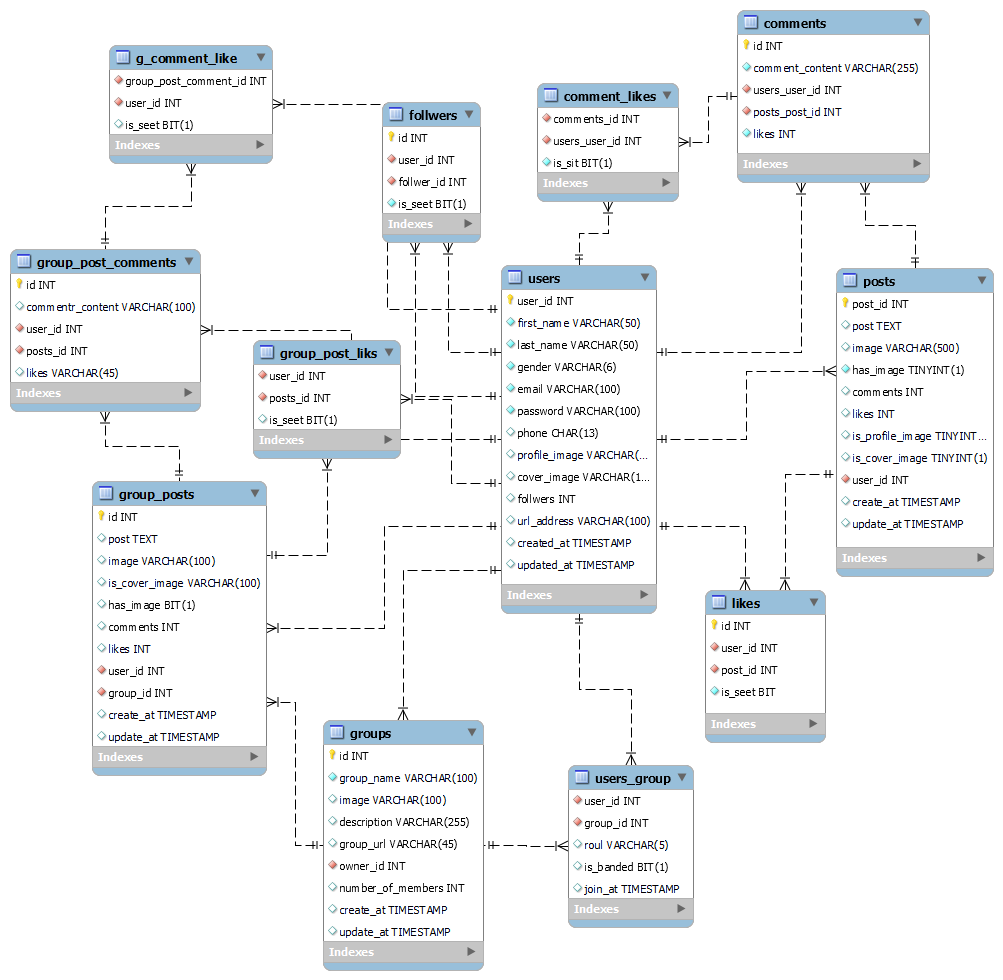 comments
id INT
comment_content VARCHAR(255)
users_user_id INT
posts_post_id INT
likes INT
Indexes
g_comment_like
group_post_comment_id INT
user_id INT
is_seet BIT(1)
Indexes
comment_likes
comments_id INT
users_user_id INT
is_sit BIT(1)
Indexes
follwers
id INT
user_id INT
follwer_id INT
is_seet BIT(1)
Indexes
group_post_comments
id INT
commentr_content VARCHAR(100)
user_id INT
posts_id INT
likes VARCHAR(45)
Indexes
users
user_id INT
first_name VARCHAR(50)
last_name VARCHAR(50)
gender VARCHAR(6)
email VARCHAR(100)
password VARCHAR(100)
phone CHAR(13)
profile_image VARCHAR(...
cover_image VARCHAR(1...
follwers INT
url_address VARCHAR(100)
created_at TIMESTAMP
updated_at TIMESTAMP
Indexes
posts
post_id INT
post TEXT
image VARCHAR(500)
has_image TINYINT(1)
comments INT
likes INT
is_profile_image TINYINT...
is_cover_image TINYINT(1)
user_id INT
create_at TIMESTAMP
update_at TIMESTAMP
Indexes
group_post_liks
user_id INT
posts_id INT
is_seet BIT(1)
Indexes
group_posts
id INT
post TEXT
image VARCHAR(100)
is_cover_image VARCHAR(100)
has_image BIT(1)
comments INT
likes INT
user_id INT
group_id INT
create_at TIMESTAMP
update_at TIMESTAMP
Indexes
likes
id INT
user_id INT
post_id INT
is_seet BIT
Indexes
groups
id INT
group_name VARCHAR(100)
image VARCHAR(100)
description VARCHAR(255)
group_url VARCHAR(45)
owner_id INT
number_of_members INT
create_at TIMESTAMP
update_at TIMESTAMP
Indexes
users_group
user_id INT
group_id INT
roul VARCHAR(5)
is_banded BIT(1)
join_at TIMESTAMP
Indexes